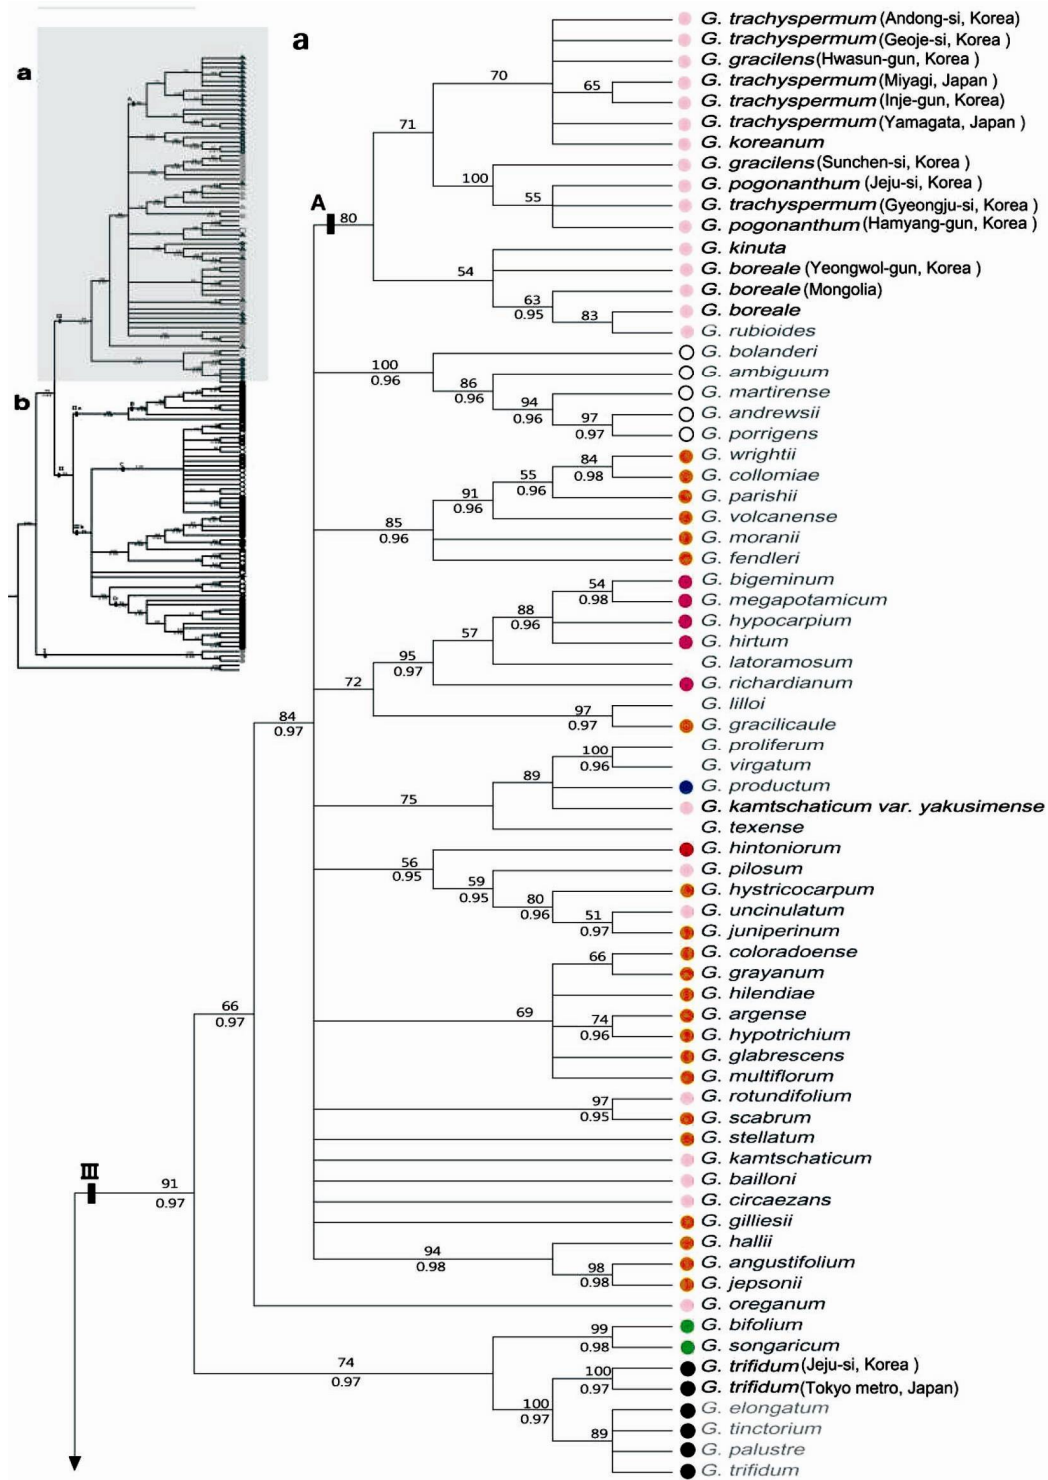 a
b
a
III
91
0.97
66
0.97
84
0.97
A
80
71
70
G. trachyspermum (Andong-si, Korea)
G. trachyspermum (Geoje-si, Korea )
G. gracilens (Hwasun-gun, Korea )
65
G. trachyspermum (Miyagi, Japan )
G. trachyspermum (Inje-gun, Korea)
G. trachyspermum (Yamagata, Japan )
G. koreanum
100
G. gracilens (Sunchen-si, Korea )
55
G. pogonanthum (Jeju-si, Korea )
G. trachyspermum (Gyeongju-si, Korea )
G. pogonanthum (Hamyang-gun, Korea )
54
G. kinuta
G. boreale (Yeongwol-gun, Korea )
63
0.95
G. boreale (Mongolia)
83
G. boreale
G. rubioides
100
0.96
G. bolanderi
86
0.96
G. ambiguum
94
0.96
G. martirense
97
0.97
G. andrewsii
G. porrigens
85
0.96
91
0.96
55
0.96
84
0.98
G. wrightii
G. collomiae
G. parishii
G. volcanense
G. moranii
G. fendleri
72
95
0.97
57
88
0.96
54
0.98
G. bigeminum
G. megapotamicum
G. hypocarpium
G. hirtum
G. latoramosum
G. richardianum
97
0.97
G. lilloi
G. gracilicaule
75
89
100
0.96
G. proliferum
G. virgatum
G. productum
G. kamtschaticum var. yakusimense
G. texense
56
0.95
G. hintoniorum
59
0.95
G. pilosum
80
0.96
G. hystricocarpum
51
0.97
G. uncinulatum
G. juniperinum
69
66
G. coloradoense
G. grayanum
G. hilendiae
74
0.96
G. argense
G. hypotrichium
G. glabrescens
G. multiflorum
97
0.95
G. rotundifolium
G. scabrum
G. stellatum
G. kamtschaticum
G. bailloni
G. circaezans
G. gilliesii
94
0.98
G. hallii
98
0.98
G. angustifolium
G. jepsonii
G. oreganum
74
0.97
99
0.98
G. bifolium
G. songaricum
100
0.97
100
0.97
G. trifidum (Jeju-si, Korea )
G. trifidum (Tokyo metro, Japan)
89
G. elongatum
G. tinctorium
G. palustre
G. trifidum